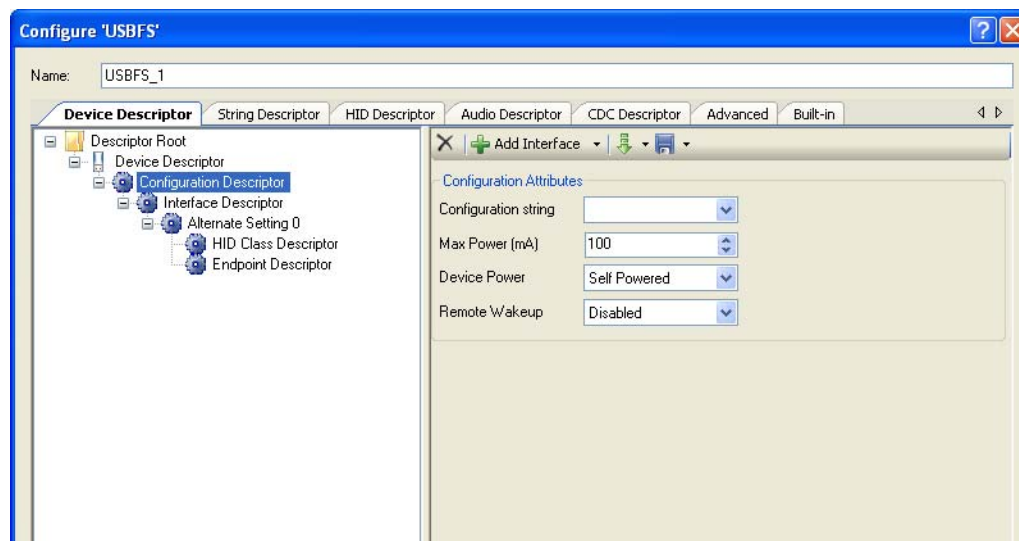 Configure 'USBFS'
Name: USBFS_1
Device Descriptor String Descriptor HID Descriptor Audio Descriptor CDC Descriptor Advanced Built-in
Descriptor Root
Device Descriptor
Configuration Descriptor
Interface Descriptor
Alternate Setting 0
HID Class Descriptor
Endpoint Descriptor
Add Interface
Configuration Attributes
Configuration string
Max Power (mA) 100
Device Power Self Powered
Remote Wakeup Disabled